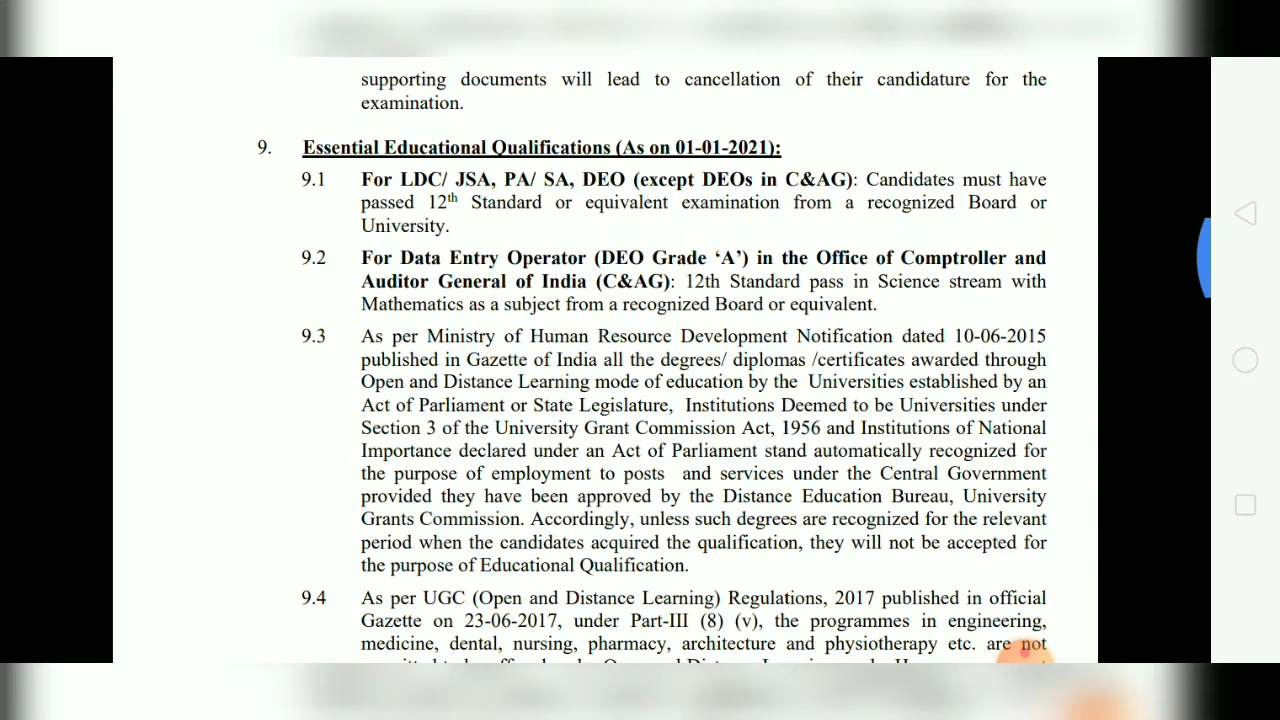 supporting documents will lead to cancellation of their candidature for the
examination.
9. Essential Educational Qualifications (As on 01-01-2021):
9.1 For LDC/ JSA, PA/ SA, DEO (except DEOs in C&AG): Candidates must have
passed 12th Standard or equivalent examination from a recognized Board or
University.
9.2 For Data Entry Operator (DEO Grade ‘A’) in the Office of Comptroller and
Auditor General of India (C&AG): 12th Standard pass in Science stream with
Mathematics as a subject from a recognized Board or equivalent.
9.3 As per Ministry of Human Resource Development Notification dated 10-06-2015
published in Gazette of India all the degrees/ diplomas /certificates awarded through
Open and Distance Learning mode of education by the Universities established by an
Act of Parliament or State Legislature, Institutions Deemed to be Universities under
Section 3 of the University Grant Commission Act, 1956 and Institutions of National
Importance declared under an Act of Parliament stand automatically recognized for
the purpose of employment to posts and services under the Central Government
provided they have been approved by the Distance Education Bureau, University
Grants Commission. Accordingly, unless such degrees are recognized for the relevant
period when the candidates acquired the qualification, they will not be accepted for
the purpose of Educational Qualification.
9.4 As per UGC (Open and Distance Learning) Regulations, 2017 published in official
Gazette on 23-06-2017, under Part-III (8) (v), the programmes in engineering,
medicine, dental, nursing, pharmacy, architecture and physiotherapy etc. are not